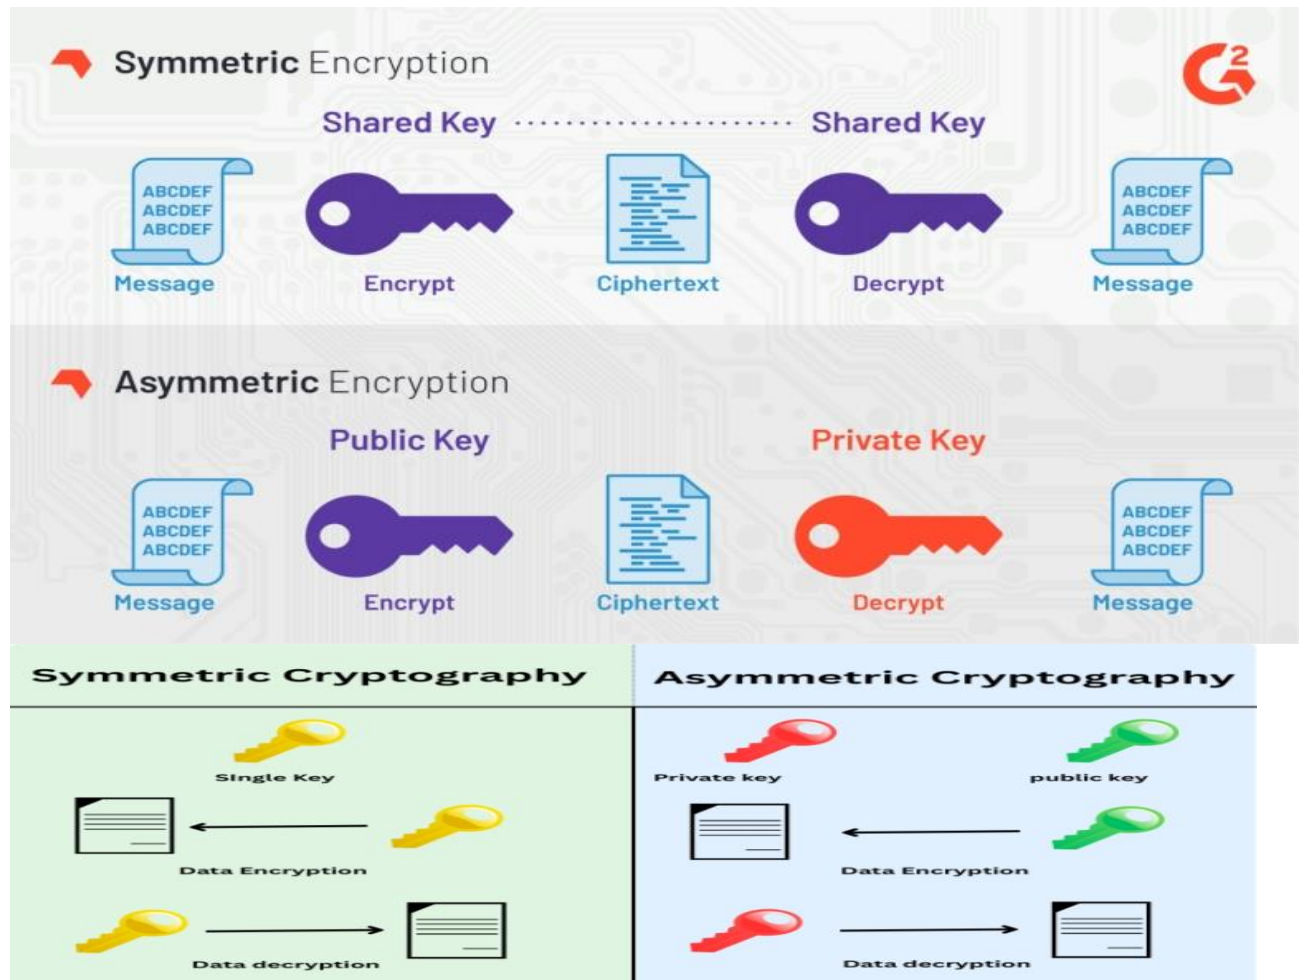 Symmetric Encryption
G2
Shared Key Shared Key
ABCDEF
ABCDEF
ABCDEF
ABCDEF
ABCDEF
ABCDEF
Message Encrypt Ciphertext Decrypt Message
Asymmetric Encryption
Public Key Private Key
ABCDEF
ABCDEF
ABCDEF
ABCDEF
ABCDEF
ABCDEF
Message Encrypt Ciphertext Decrypt Message
Symmetric Cryptography
SIngle Key
Data Encryption
Data decryption
Asymmetric Cryptography
Private key public key
Data Encryption
Data decryption